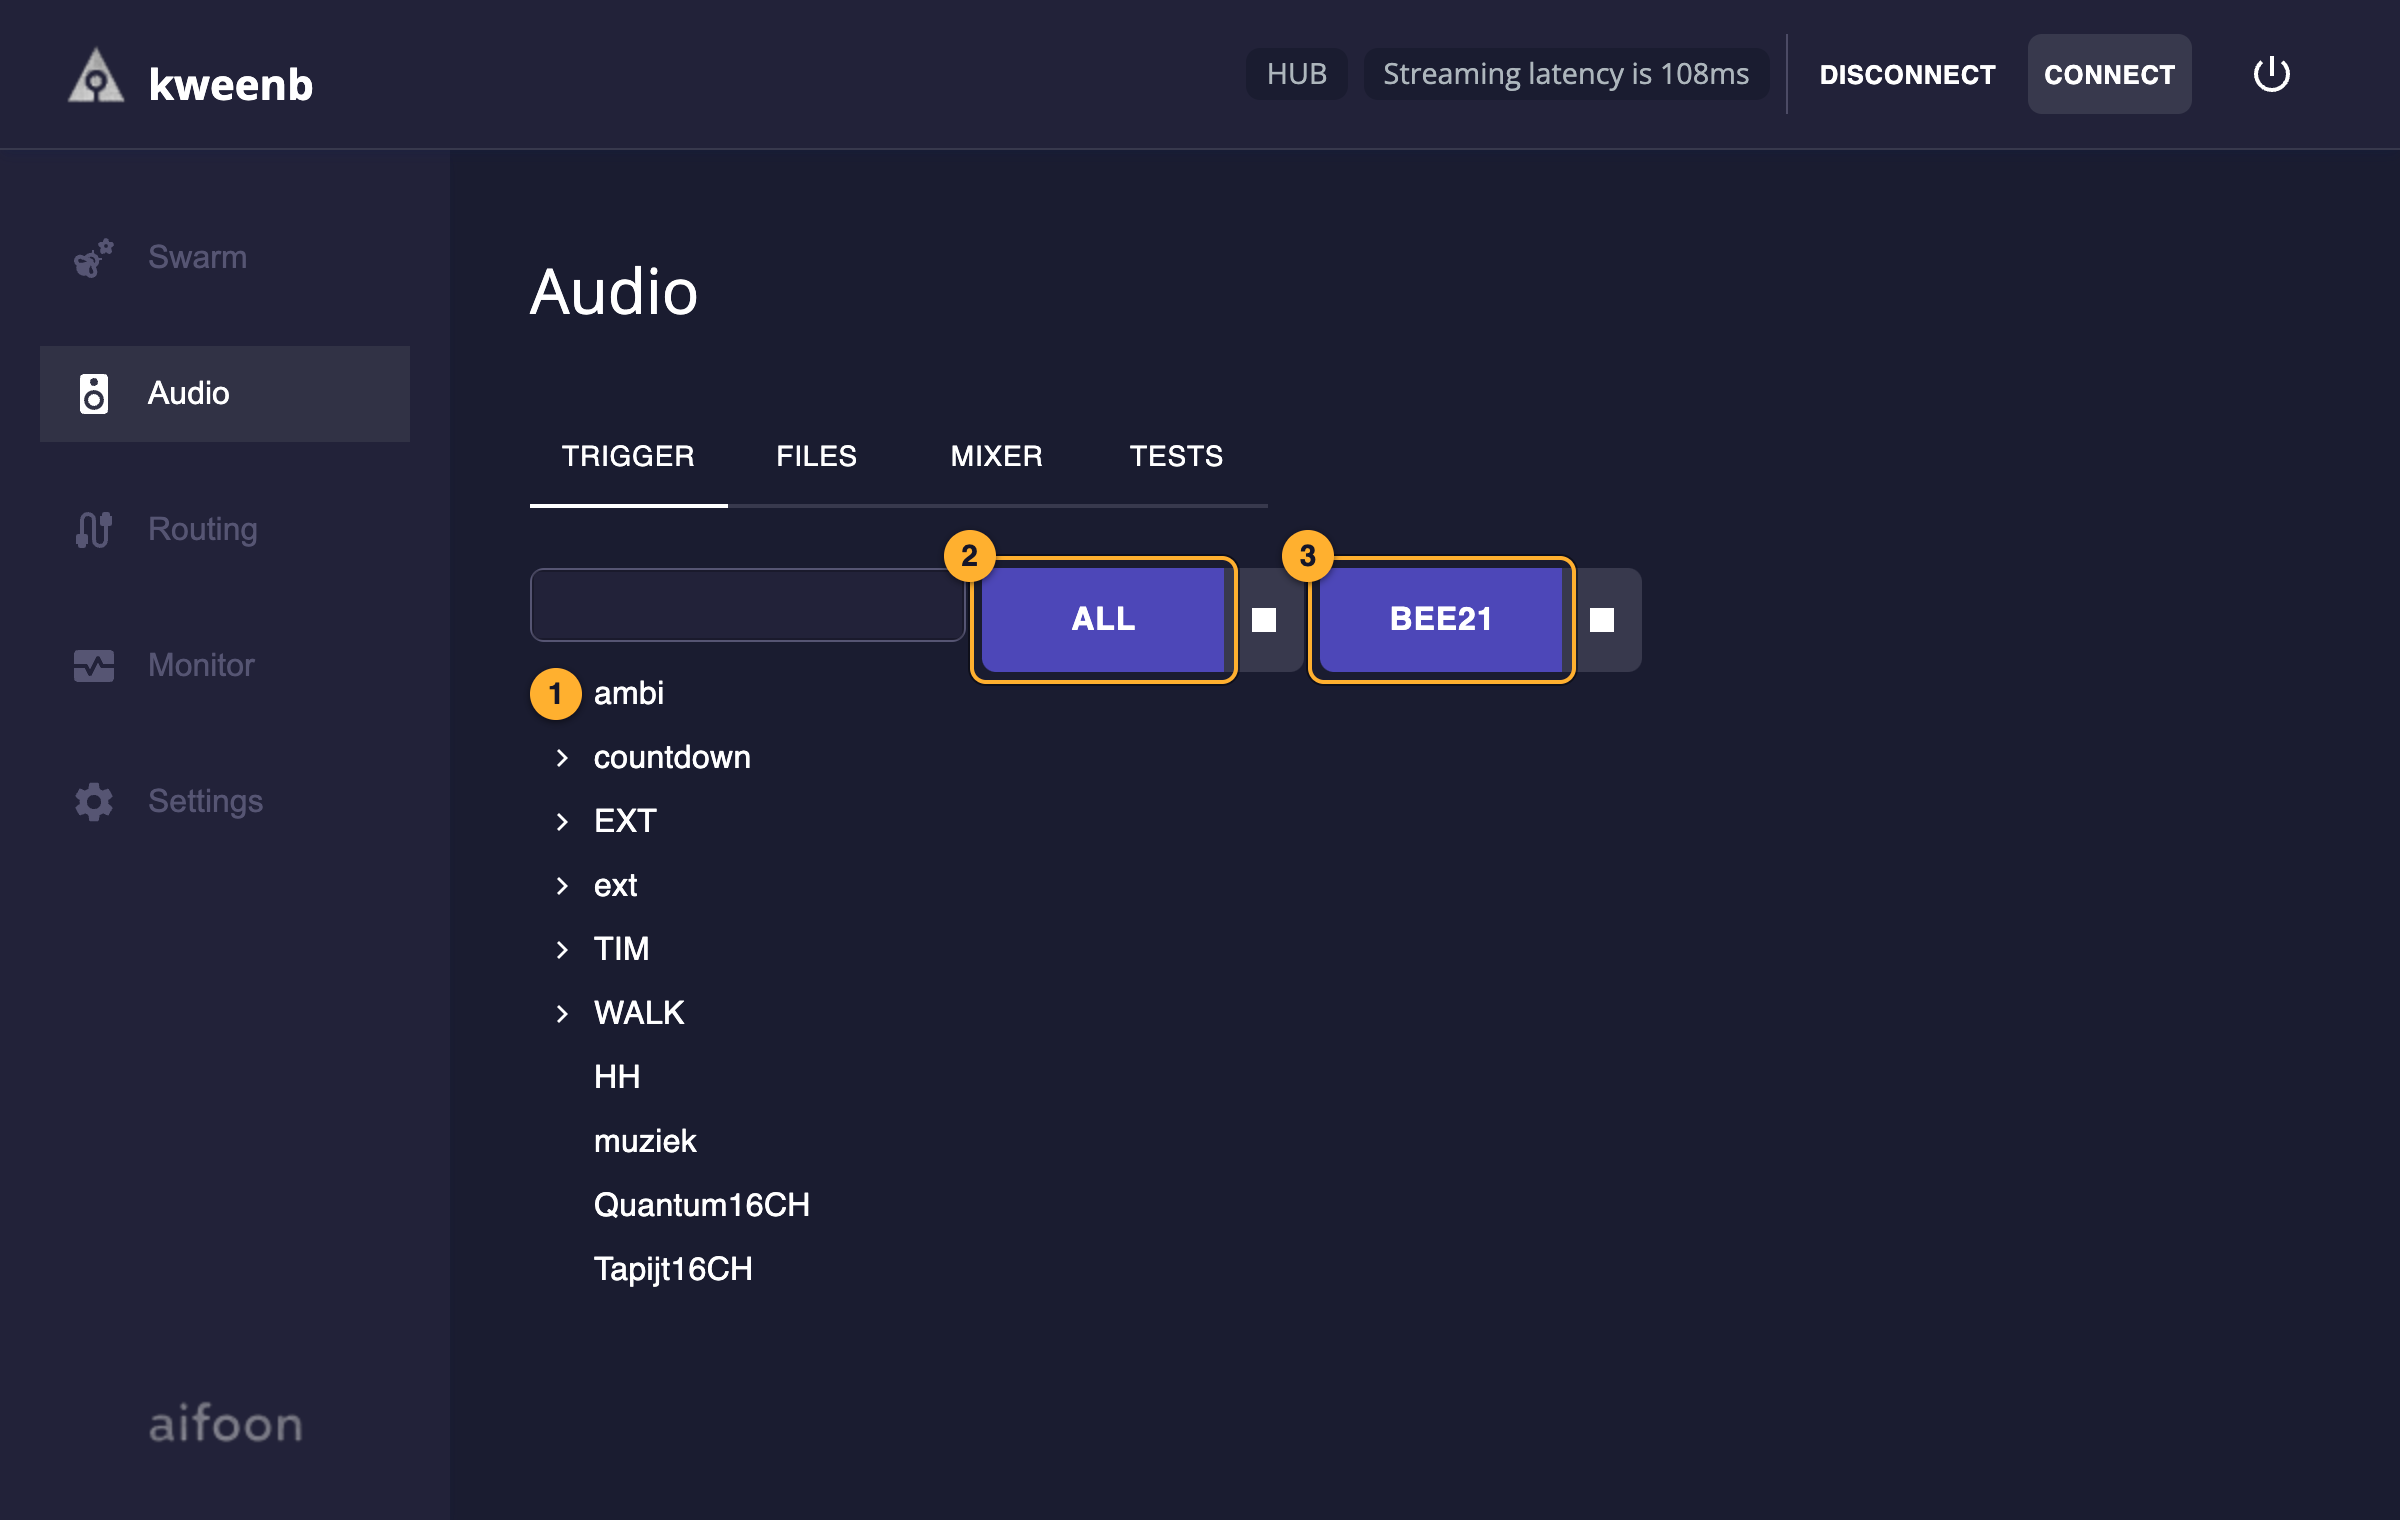 kweenb
HUB Streaming latency is 108ms DISCONNECT CONNECT
Swarm
Audio
Routing
Monitor
Settings
aifoon
Audio
TRIGGER FILES MIXER TESTS
2 ALL 3 BEE21
1 ambi
countdown
EXT
ext
TIM
WALK
HH
muziek
Quantum16CH
Tapijt16CH